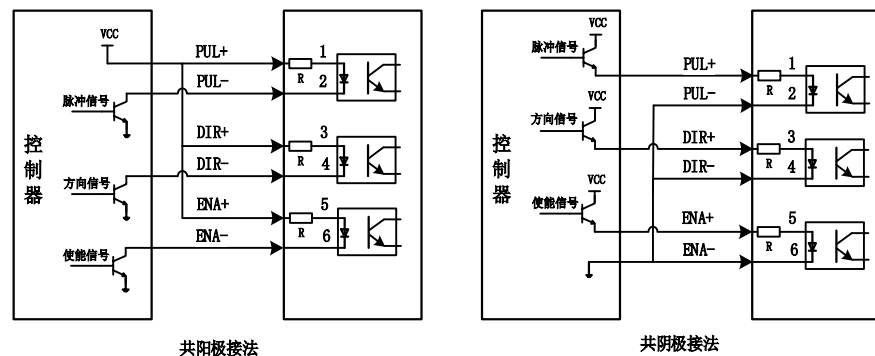 VCC
PUL+
1
R
PUL-
2
脉冲信号
控制器
DIR+
3
R
DIR-
4
方向信号
ENA+
5
R
ENA-
6
使能信号
共阳极接法
VCC
脉冲信号
PUL+
1
R
PUL-
2
VCC
方向信号
控制器
DIR+
3
R
DIR-
4
VCC
使能信号
ENA+
5
R
ENA-
6
共阴极接法